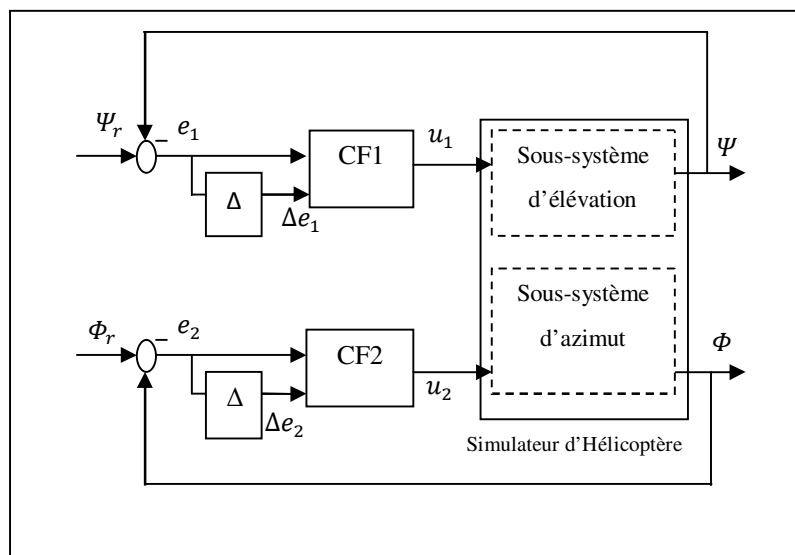 Ψr
−
e1
Δ
Δe1
CF1
u1
Sous-système
d’élévation
Ψ
Φr
−
e2
Δ
Δe2
CF2
u2
Sous-système
d’azimut
Φ
Simulateur d’Hélicoptère